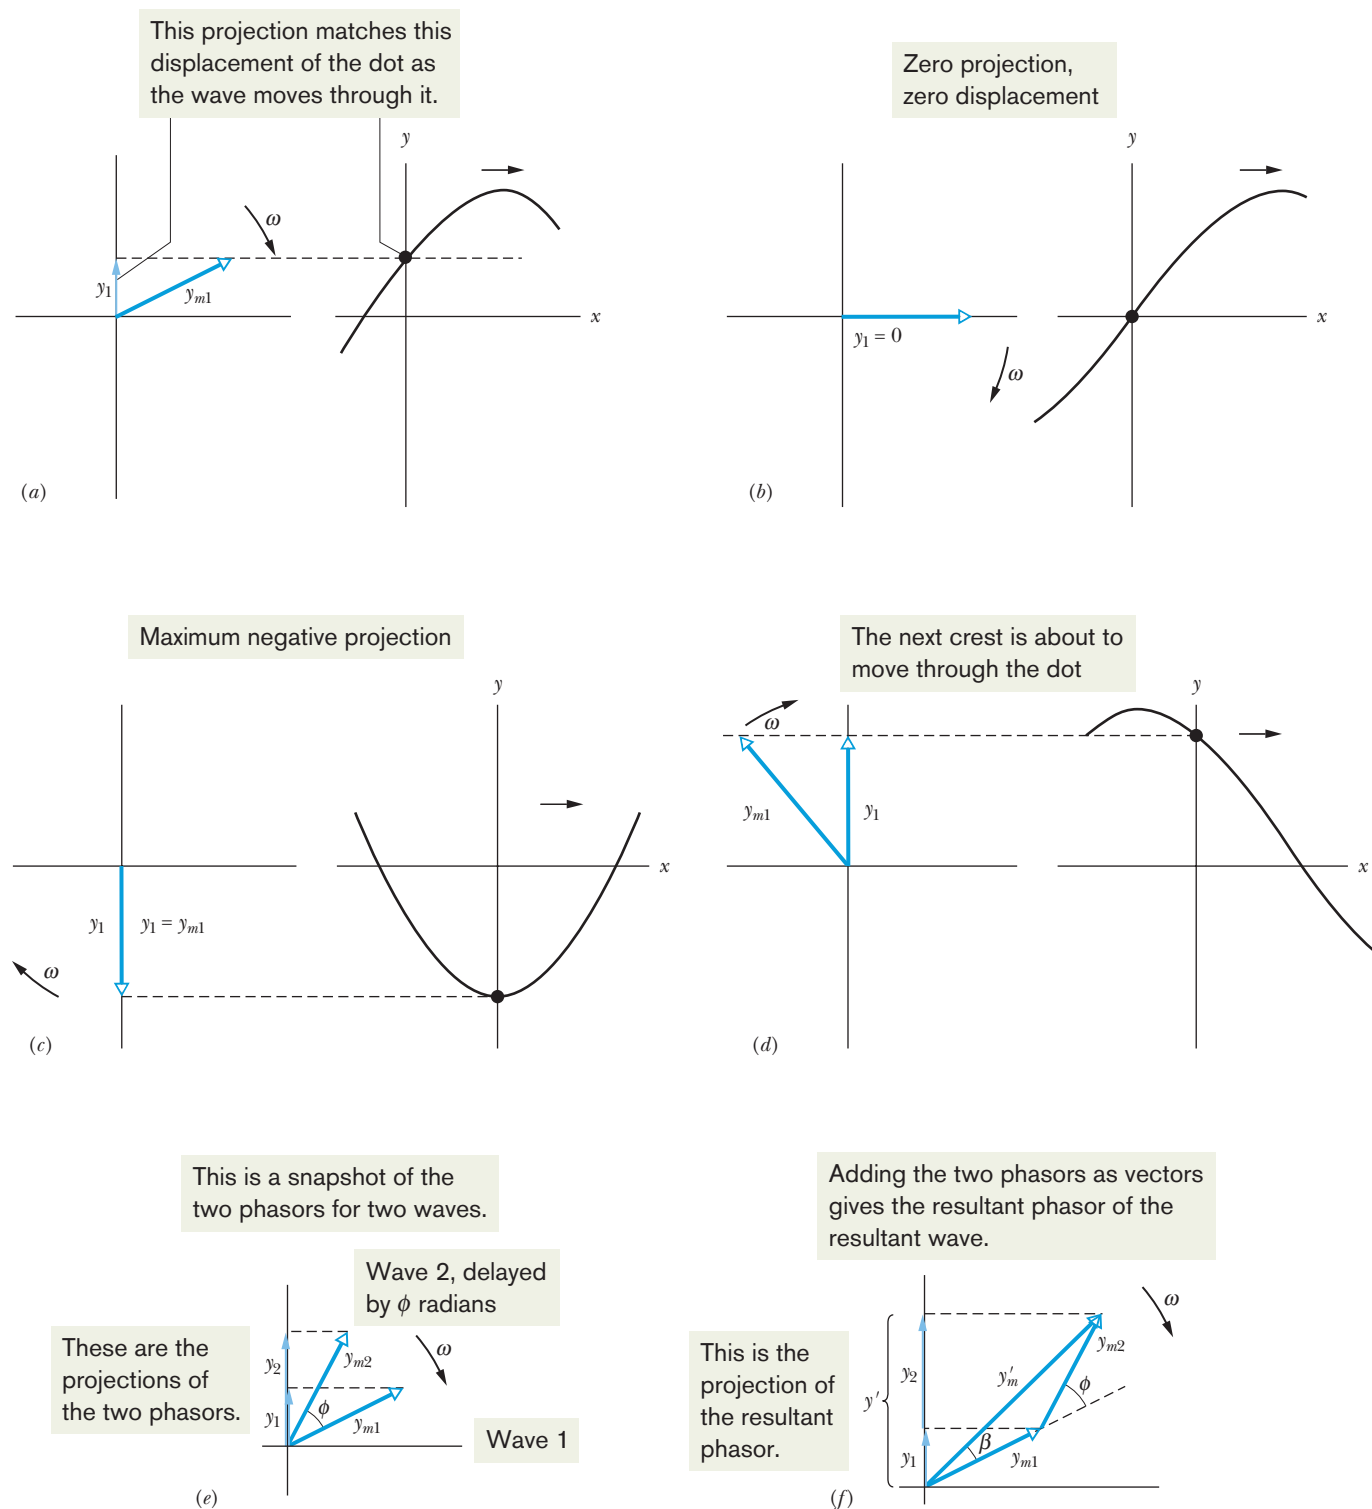 This projection matches this
displacement of the dot as
the wave moves through it.
y
ω
y1
ym1
x
(a)
Zero projection,
zero displacement
y
y1 = 0
ω
x
(b)
Maximum negative projection
y
x
y1
y1 = ym1
ω
(c)
The next crest is about to
move through the dot
y
ω
ym1
y1
x
(d)
This is a snapshot of the
two phasors for two waves.
Wave 2, delayed
by ϕ radians
These are the
projections of
the two phasors.
y2
ym2
ω
y1
ϕ
ym1
Wave 1
(e)
Adding the two phasors as vectors
gives the resultant phasor of the
resultant wave.
ω
This is the
projection of
the resultant
phasor.
y′
y2
y′m
ym2
ϕ
y1
β
ym1
(f)